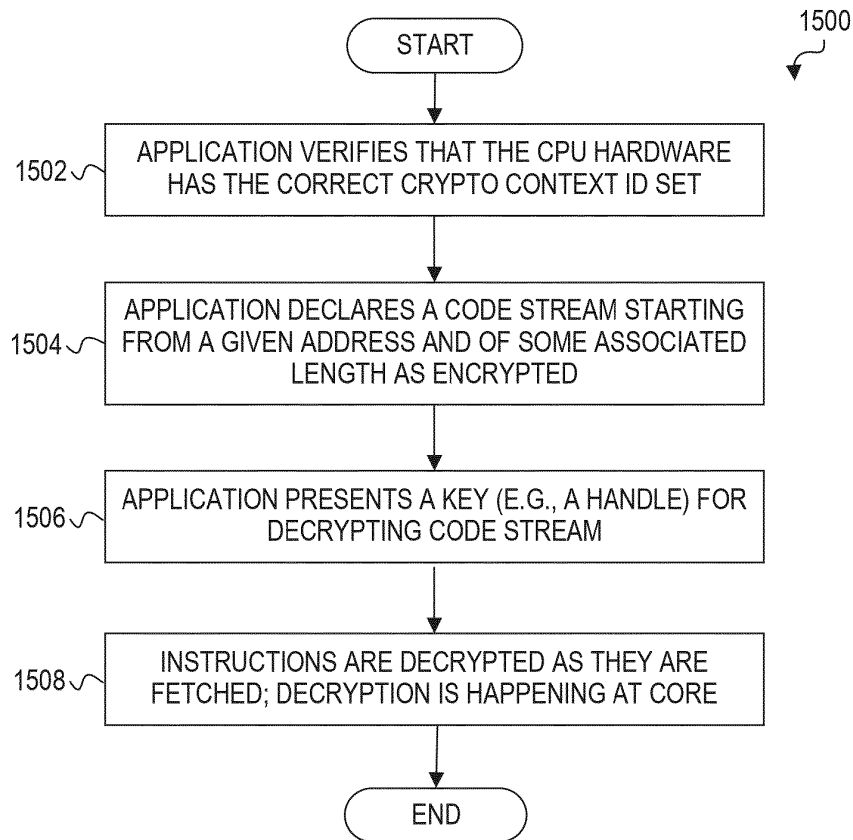 1500
START
1502
APPLICATION VERIFIES THAT THE CPU HARDWARE
HAS THE CORRECT CRYPTO CONTEXT ID SET
1504
APPLICATION DECLARES A CODE STREAM STARTING
FROM A GIVEN ADDRESS AND OF SOME ASSOCIATED
LENGTH AS ENCRYPTED
1506
APPLICATION PRESENTS A KEY (E.G., A HANDLE) FOR
DECRYPTING CODE STREAM
1508
INSTRUCTIONS ARE DECRYPTED AS THEY ARE
FETCHED; DECRYPTION IS HAPPENING AT CORE
END